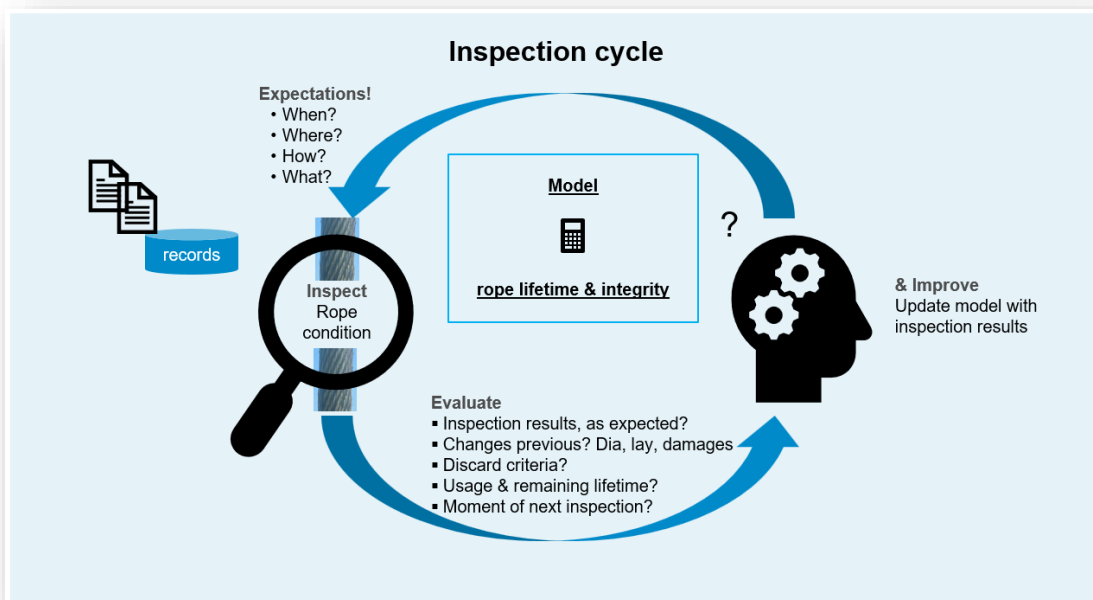 Inspection cycle
Expectations!
• When?
• Where?
• How?
• What?
records
Inspect
Rope
condition
Model
rope lifetime & integrity
?
& Improve
Update model with
inspection results
Evaluate
▪ Inspection results, as expected?
▪ Changes previous? Dia, lay, damages
▪ Discard criteria?
▪ Usage & remaining lifetime?
▪ Moment of next inspection?